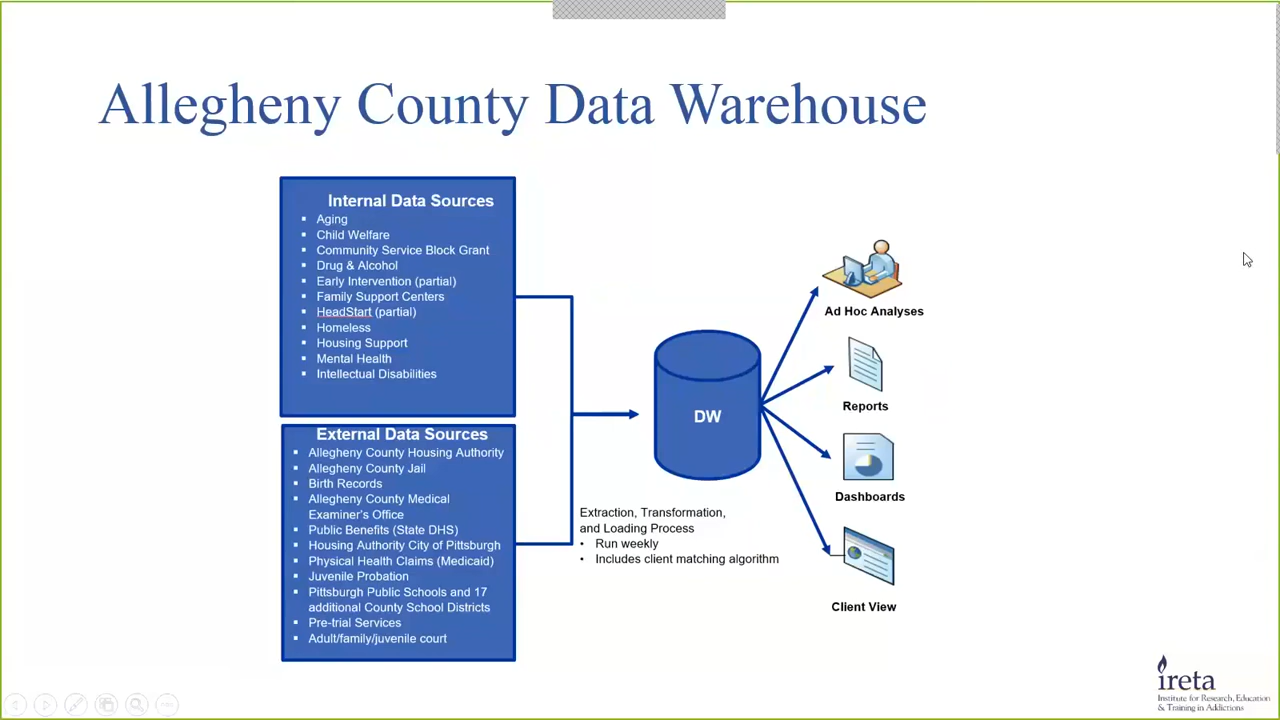 Allegheny County Data Warehouse
Internal Data Sources
Aging
Child Welfare
Community Service Block Grant
Drug & Alcohol
Early Intervention (partial)
Family Support Centers
HeadStart (partial)
Homeless
Housing Support
Mental Health
Intellectual Disabilities
External Data Sources
Allegheny County Housing Authority
Allegheny County Jail
Birth Records
Allegheny County Medical
Examiner's Office
Public Benefits (State DHS)
Housing Authority City of Pittsburgh
Physical Health Claims (Medicaid)
Juvenile Probation
Pittsburgh Public Schools and 17
additional County School Districts
Pre-trial Services
Adult/family/juvenile court
DW
Extraction, Transformation,
and Loading Process
Run weekly
Includes client matching algorithm
Ad Hoc Analyses
Reports
Dashboards
Client View
ireta
Institute for Research, Education
& Training in Addictions